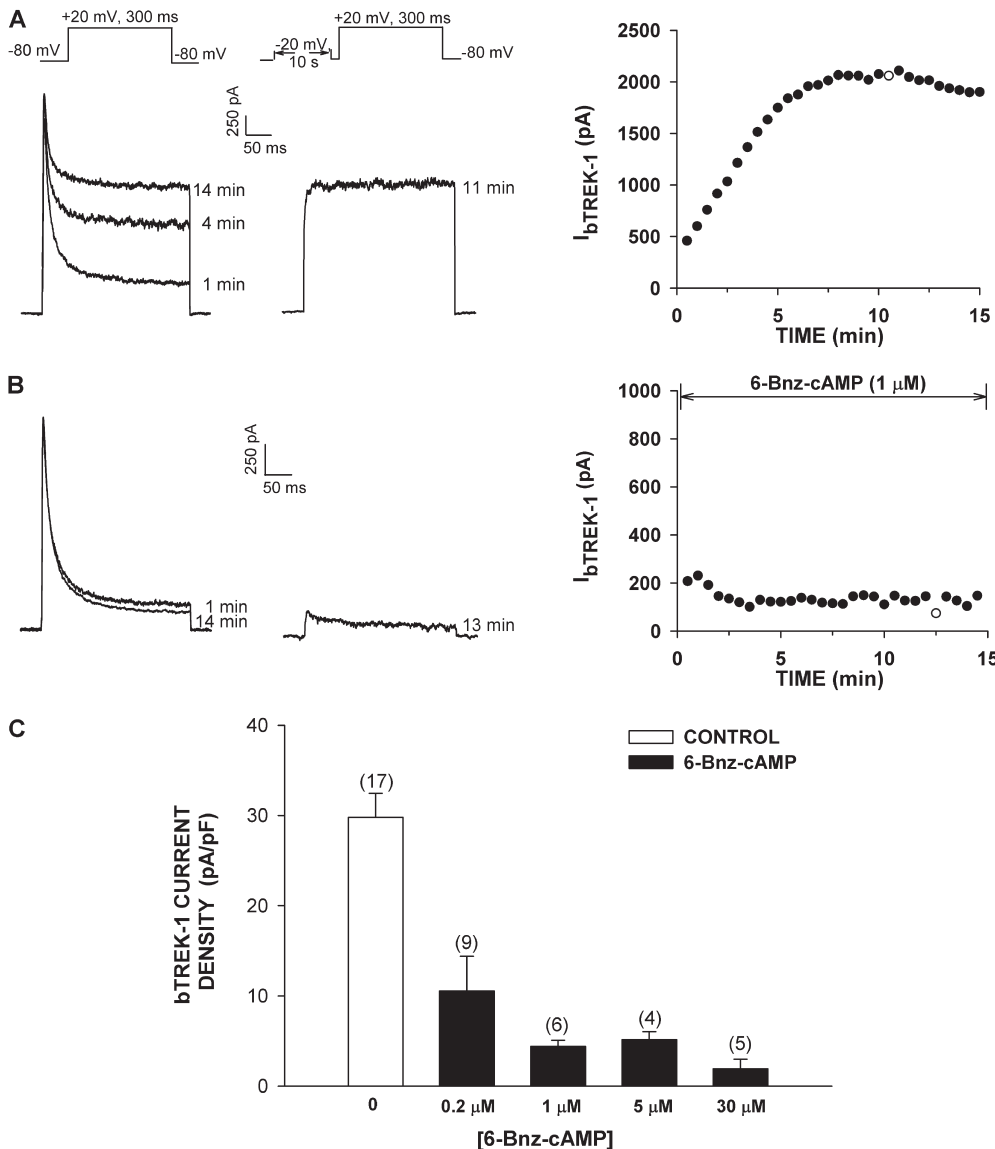 A
+20 mV, 300 ms
-80 mV
-80 mV
+20 mV, 300 ms
-20 mV
10 s
-80 mV
250 pA
50 ms
14 min
4 min
1 min
11 min
I bTREK-1 (pA)
2500
2000
1500
1000
500
0
0 5 10 15
TIME (min)
B
250 pA
50 ms
1 min
14 min
13 min
6-Bnz-cAMP (1 μM)
I bTREK-1 (pA)
1000
800
600
400
200
0
0 5 10 15
TIME (min)
C
CONTROL
6-Bnz-cAMP
bTREK-1 CURRENT
DENSITY (pA/pF)
40
30
20
10
0
(17)
(9)
(6)
(4)
(5)
0 0.2 μM 1 μM 5 μM 30 μM
[6-Bnz-cAMP]